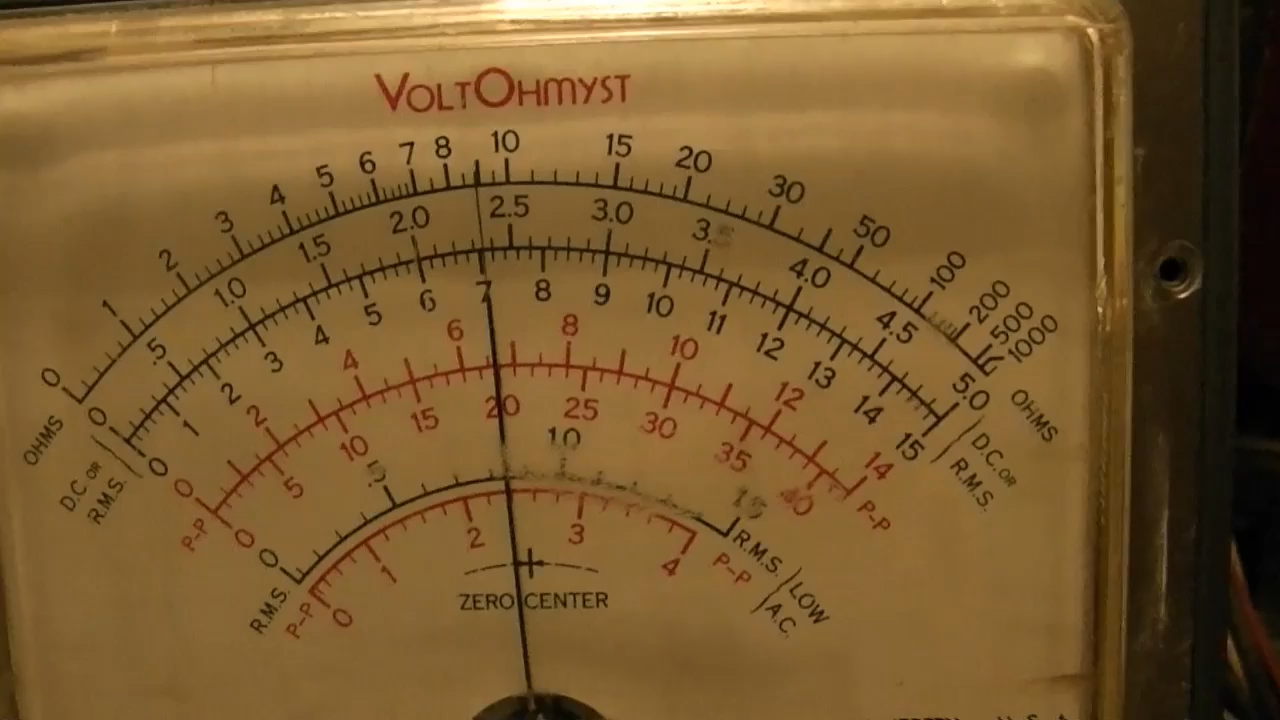 VOLTOHMYST
0 1 2 3 4 5 6 7 8 10 15 20 30 50 100 200 500 1000
OHMS OHMS
0 .5 1.0 1.5 2.0 2.5 3.0 3.5 4.0 4.5 5.0
D.C. OR R.M.S. D.C. OR R.M.S.
0 1 2 3 4 5 6 7 8 9 10 11 12 13 14 15
0 2 4 6 8 10 12 14
P-P P-P
0 5 10 15 20 25 30 35 40
0 5 10 15
R.M.S. R.M.S.
0 1 2 3 4
P-P P-P
LOW
A.C.
ZERO CENTER